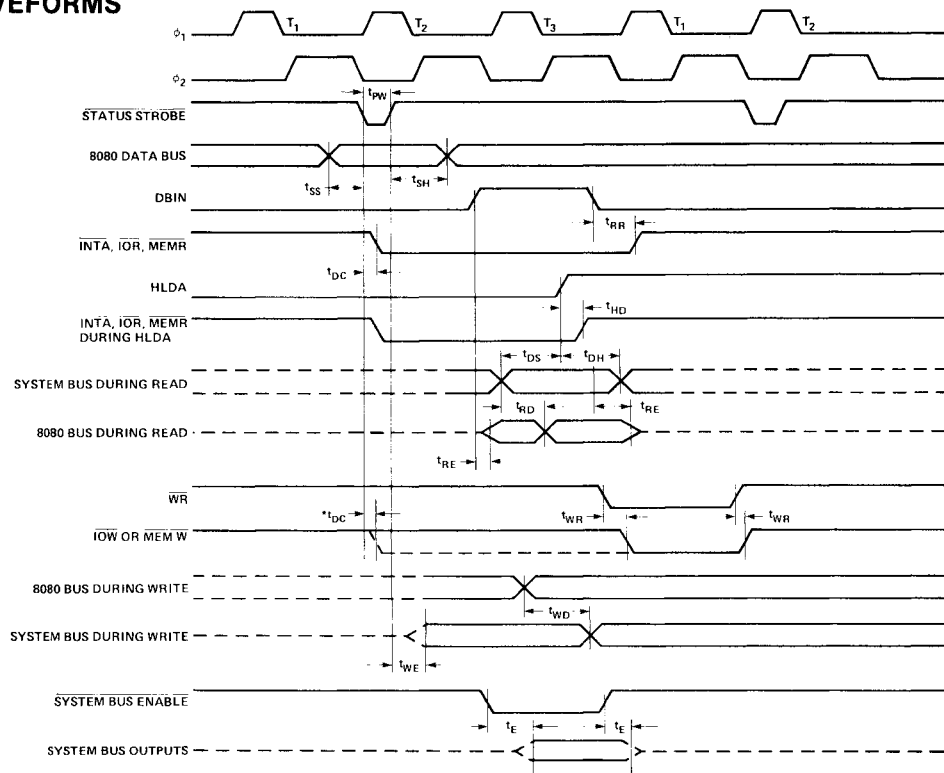 VEFORMS
ϕ1 T1 T2 T3 T1 T2
ϕ2
tPW
STATUS STROBE
8080 DATA BUS
tSS tSH
DBIN
tRR
INTA, IOR, MEMR
tDC
HLDA
tHD
INTA, IOR, MEMR
DURING HLDA
tDS tDH
SYSTEM BUS DURING READ
tRD tRE
8080 BUS DURING READ
tRE
WR
*tDC tWR tWR
IOW OR MEM W
8080 BUS DURING WRITE
tWD
SYSTEM BUS DURING WRITE
tWE
SYSTEM BUS ENABLE
tE tE
SYSTEM BUS OUTPUTS